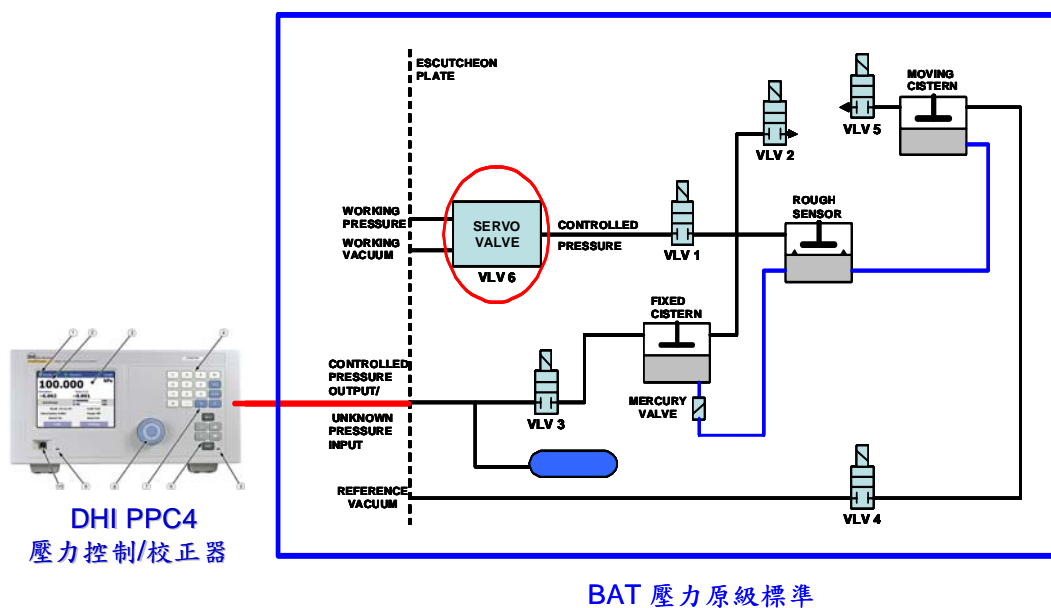 ESCUTCHEON
PLATE
MOVING
CISTERN
VLV 5
VLV 2
WORKING
PRESSURE
WORKING
VACUUM
SERVO
VALVE
VLV 6
CONTROLLED
PRESSURE
VLV 1
ROUGH
SENSOR
FIXED
CISTERN
CONTROLLED
PRESSURE
OUTPUT/
UNKNOWN
PRESSURE
INPUT
VLV 3
MERCURY
VALVE
REFERENCE
VACUUM
VLV 4
100.000
kPa
DHI PPC4
壓力控制/校正器
BAT 壓力原級標準